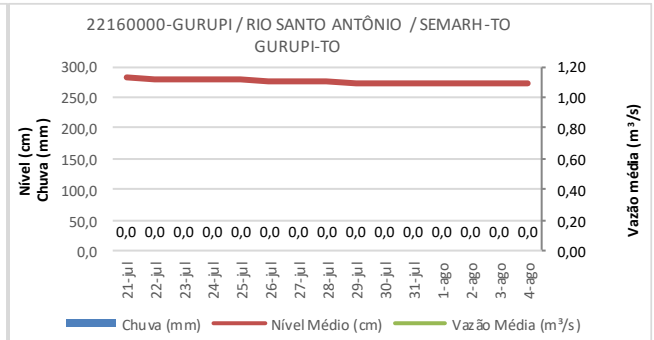 22160000-GURUPI / RIO SANTO ANTÔNIO / SEMARH-TO
GURUPI-TO
Nível (cm)
Chuva (mm)
300,0
250,0
200,0
150,0
100,0
50,0
0,0
0,0 0,0 0,0 0,0 0,0 0,0 0,0 0,0 0,0 0,0 0,0 0,0 0,0 0,0 0,0
1,20
1,00
0,80
0,60
0,40
0,20
0,00
Vazão média (m³/s)
21-jul
22-jul
23-jul
24-jul
25-jul
26-jul
27-jul
28-jul
29-jul
30-jul
31-jul
1-ago
2-ago
3-ago
4-ago
Chuva (mm) Nível Médio (cm) Vazão Média (m³/s)